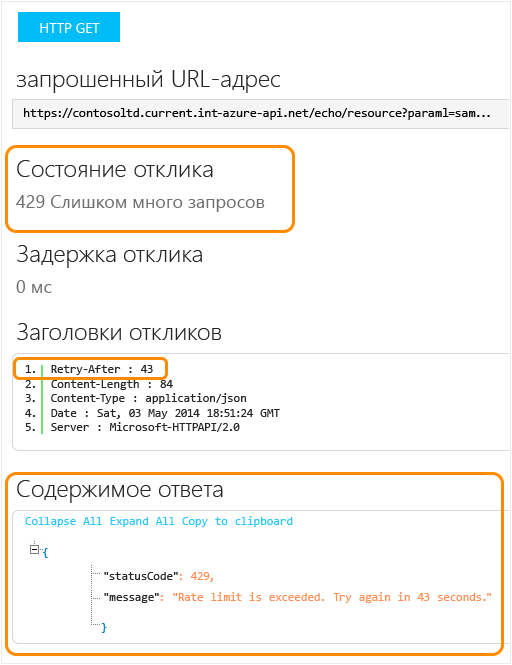 HTTP GET
запрошенный URL-адрес
https://contosoltd.current.int-azure-api.net/echo/resource?paraml=sam...
Состояние отклика
429 Слишком много запросов
Задержка отклика
0 мс
Заголовки откликов
1. Retry-After : 43
2. Content-Length : 84
3. Content-Type : application/json
4. Date : Sat, 03 May 2014 18:51:24 GMT
5. Server : Microsoft-HTTPAPI/2.0
Содержимое ответа
Collapse All Expand All Copy to clipboard
{
"statusCode": 429,
"message": "Rate limit is exceeded. Try again in 43 seconds."
}